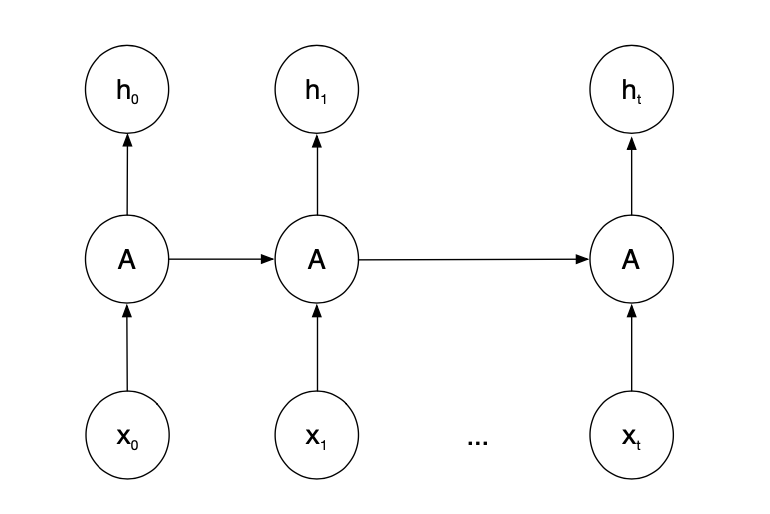 h₀ h₁ hₜ
A A A
x₀ x₁ ... xₜ